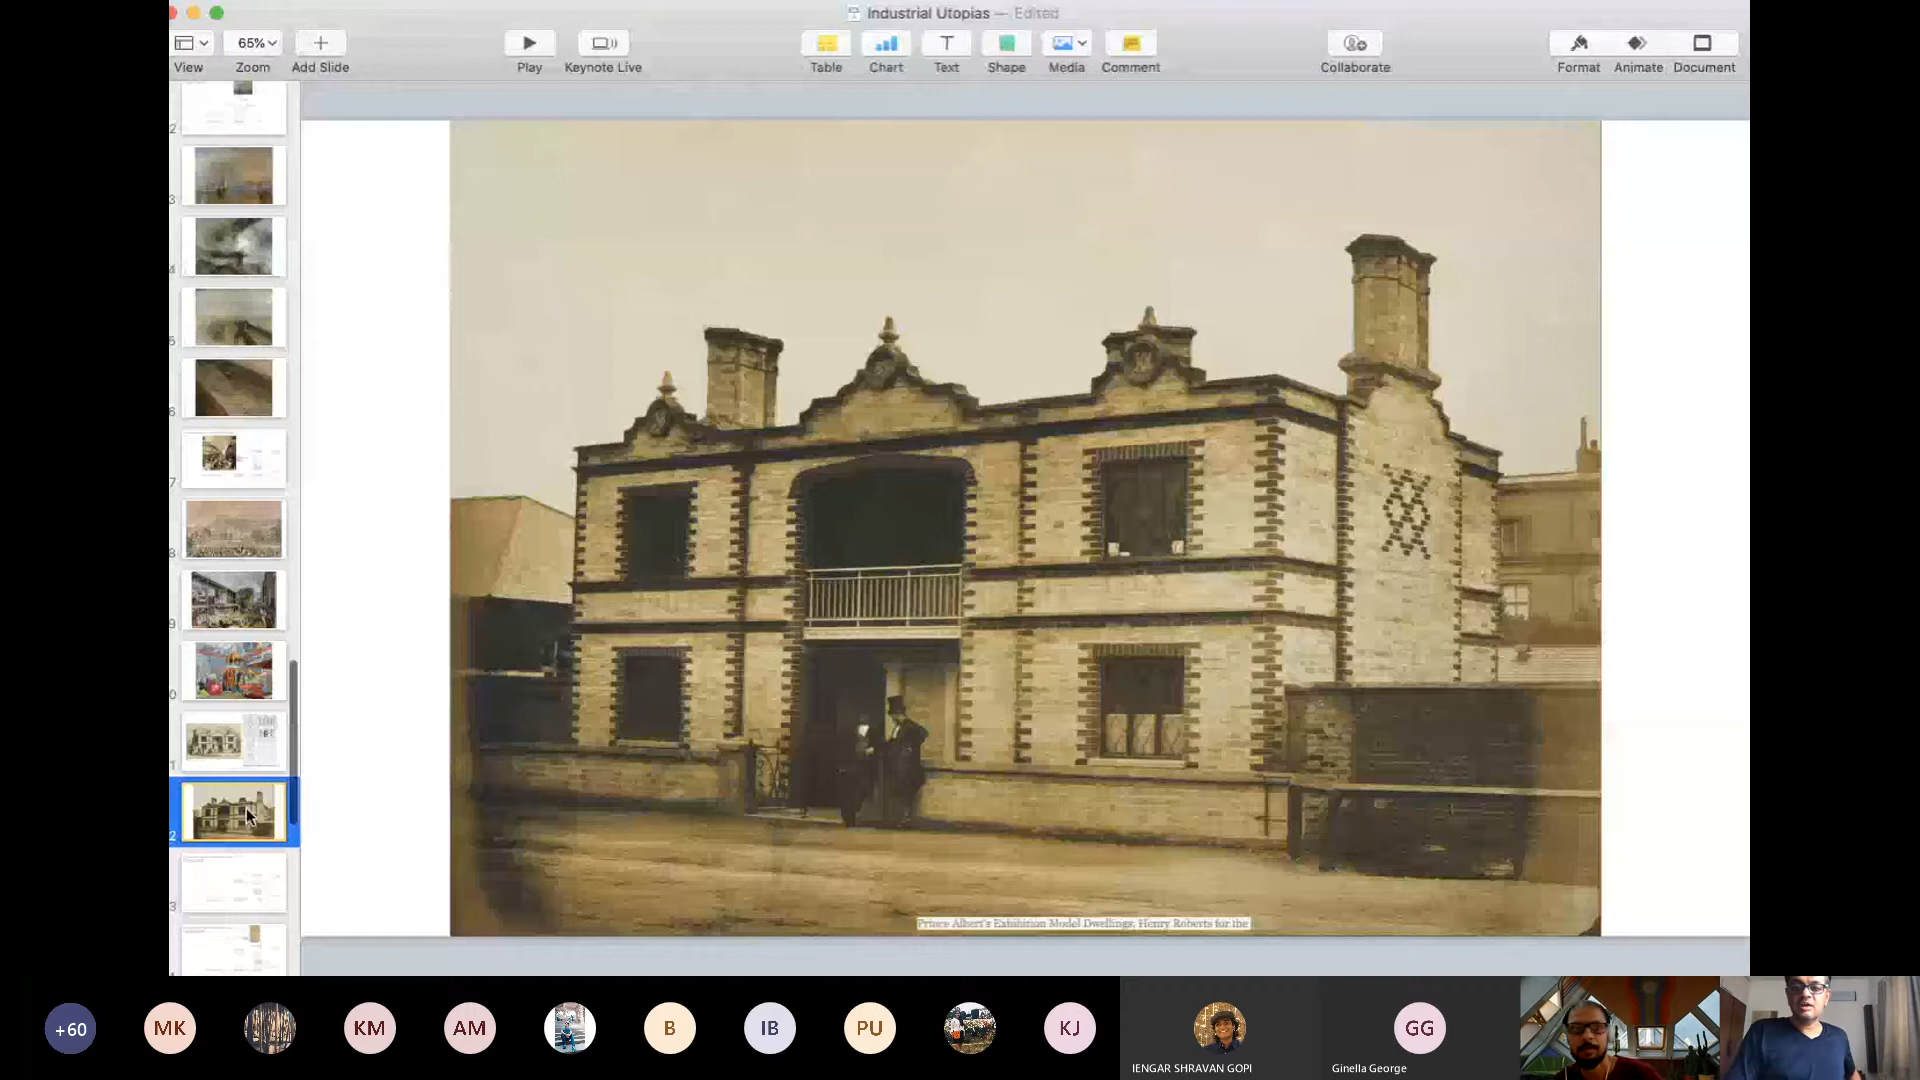 Industrial Utopias — Edited
65%
View
Zoom
Add Slide
Play
Keynote Live
Table
Chart
Text
Shape
Media
Comment
Collaborate
Format
Animate
Document
Prince Albert's Exhibition Model Dwellings, Henry Roberts for the
+60
MK
KM
AM
B
IB
PU
KJ
IENGAR SHRAVAN GOPI
GG
Ginella George